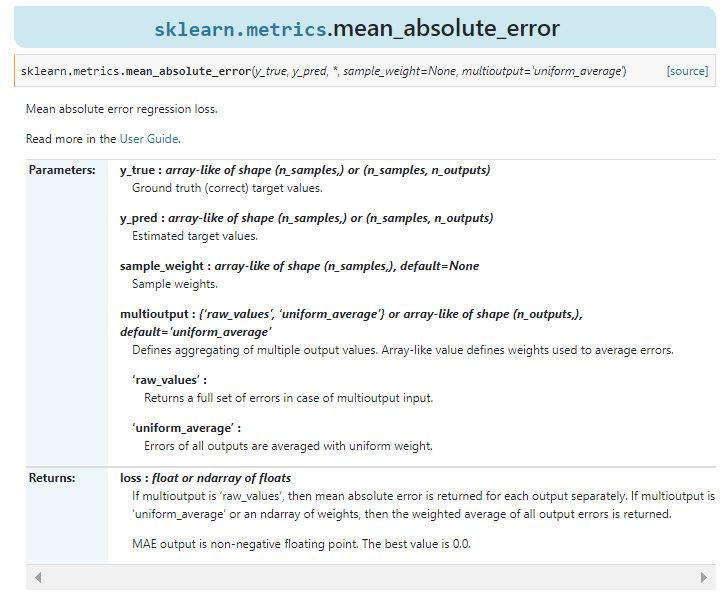 sklearn.metrics.mean_absolute_error
sklearn.metrics.mean_absolute_error(y_true, y_pred, *, sample_weight=None, multioutput='uniform_average') [source]
Mean absolute error regression loss.
Read more in the User Guide.
Parameters: y_true : array-like of shape (n_samples,) or (n_samples, n_outputs)
Ground truth (correct) target values.
y_pred : array-like of shape (n_samples,) or (n_samples, n_outputs)
Estimated target values.
sample_weight : array-like of shape (n_samples,), default=None
Sample weights.
multioutput : {‘raw_values’, ‘uniform_average’} or array-like of shape (n_outputs,),
default=’uniform_average’
Defines aggregating of multiple output values. Array-like value defines weights used to average errors.
‘raw_values’ :
Returns a full set of errors in case of multioutput input.
‘uniform_average’ :
Errors of all outputs are averaged with uniform weight.
Returns: loss : float or ndarray of floats
If multioutput is ‘raw_values’, then mean absolute error is returned for each output separately. If multioutput is
‘uniform_average’ or an ndarray of weights, then the weighted average of all output errors is returned.
MAE output is non-negative floating point. The best value is 0.0.